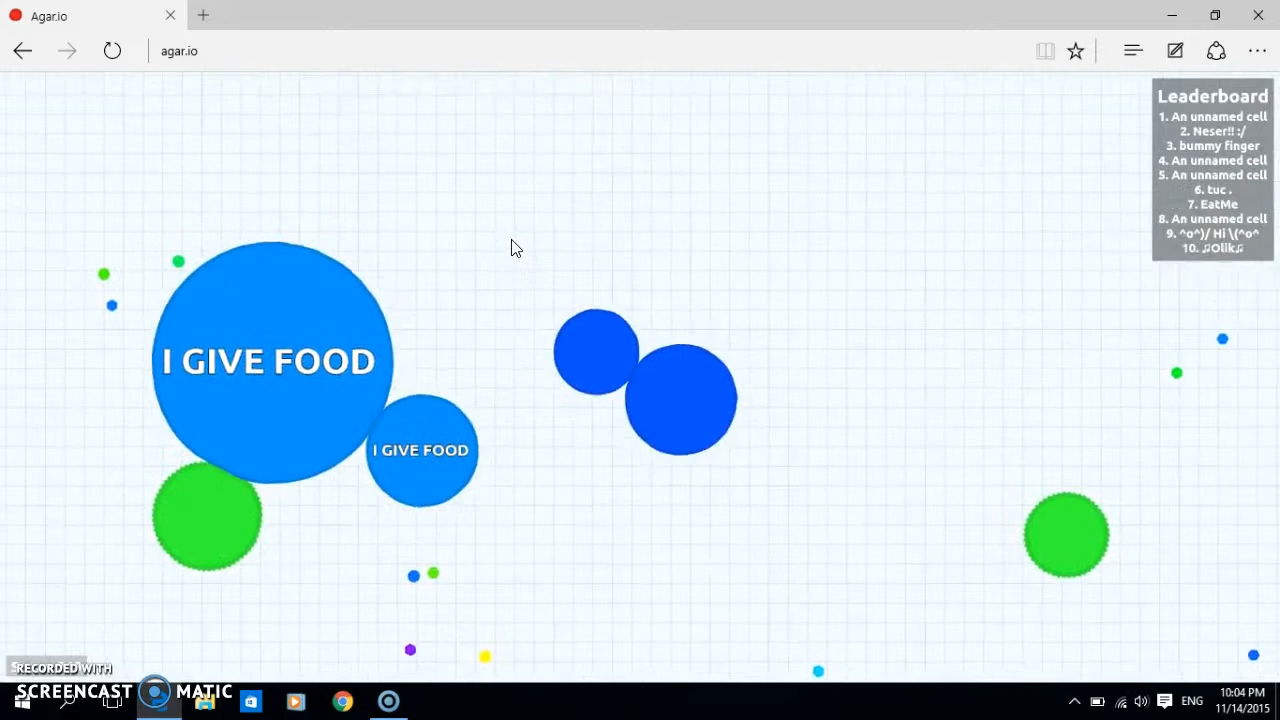 Agar.io
agar.io
Leaderboard
1. An unnamed cell
2. Neser!! :/
3. bummy finger
4. An unnamed cell
5. An unnamed cell
6. tuc .
7. EatMe
8. An unnamed cell
9. ^o^)/ Hi \(^o^
10. ♫Olik♫
I GIVE FOOD
I GIVE FOOD
RECORDED WITH
SCREENCAST MATIC
ENG
10:04 PM
11/14/2015